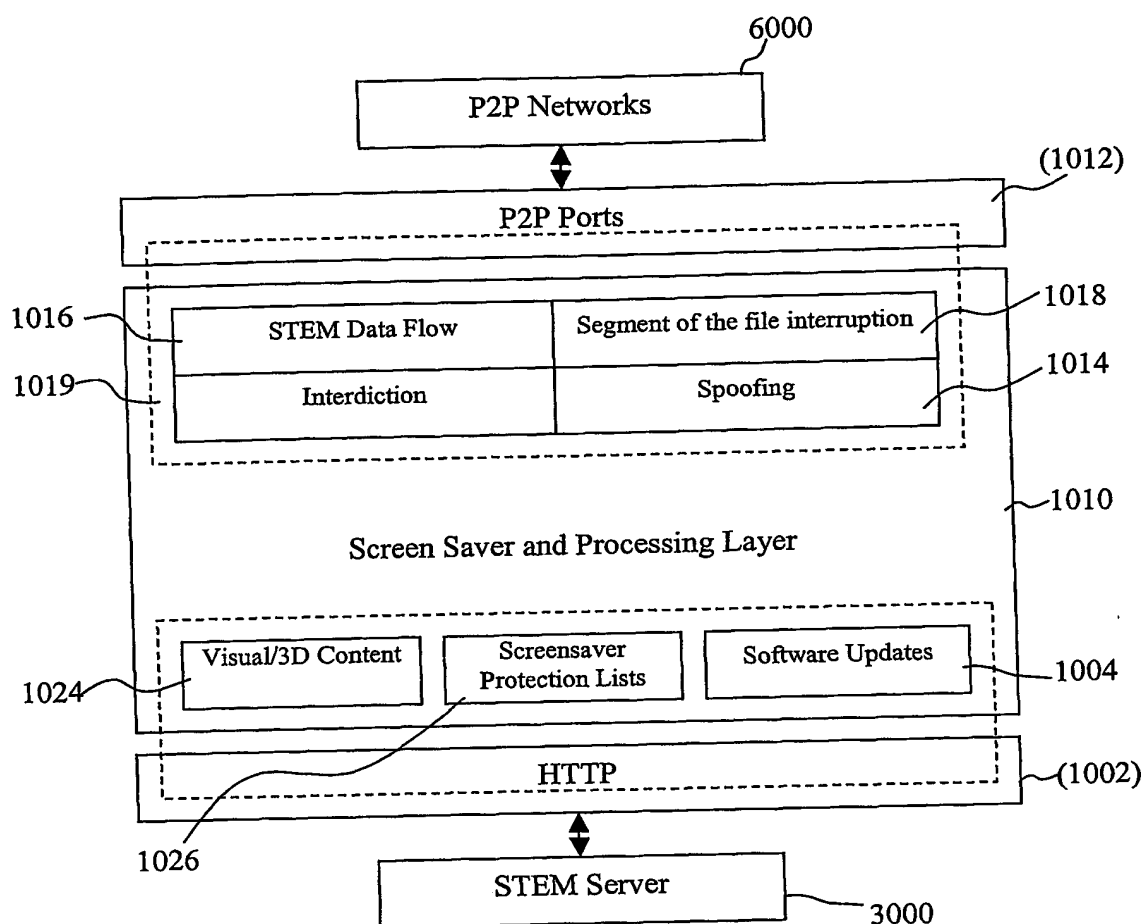 6000
P2P Networks
(1012)
P2P Ports
1016
STEM Data Flow
Segment of the file interruption
1018
1019
Interdiction
Spoofing
1014
1010
Screen Saver and Processing Layer
Visual/3D Content
Screensaver
Protection Lists
Software Updates
1024
1004
HTTP
(1002)
1026
STEM Server
3000